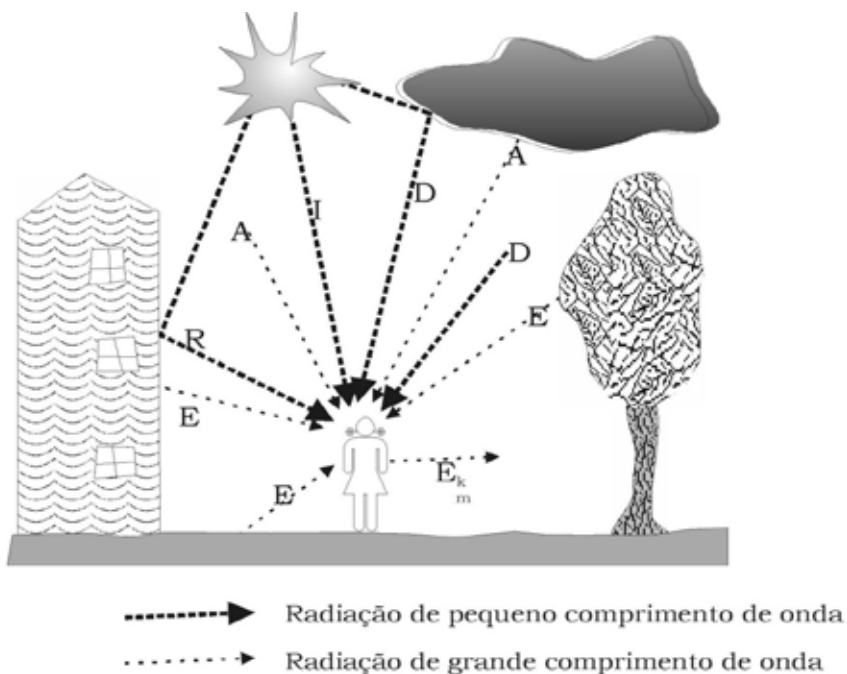 A
I
D
A
D
R
E
E
E
E k m
Radiação de pequeno comprimento de onda
Radiação de grande comprimento de onda